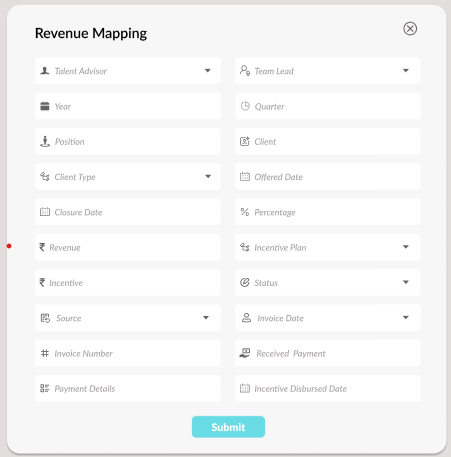 Revenue Mapping
Talent Advisor
Team Lead
Year
Quarter
Position
Client
Client Type
Offered Date
Closure Date
% Percentage
₹ Revenue
Incentive Plan
₹ Incentive
Status
Source
Invoice Date
# Invoice Number
Received Payment
Payment Details
Incentive Disbursed Date
Submit